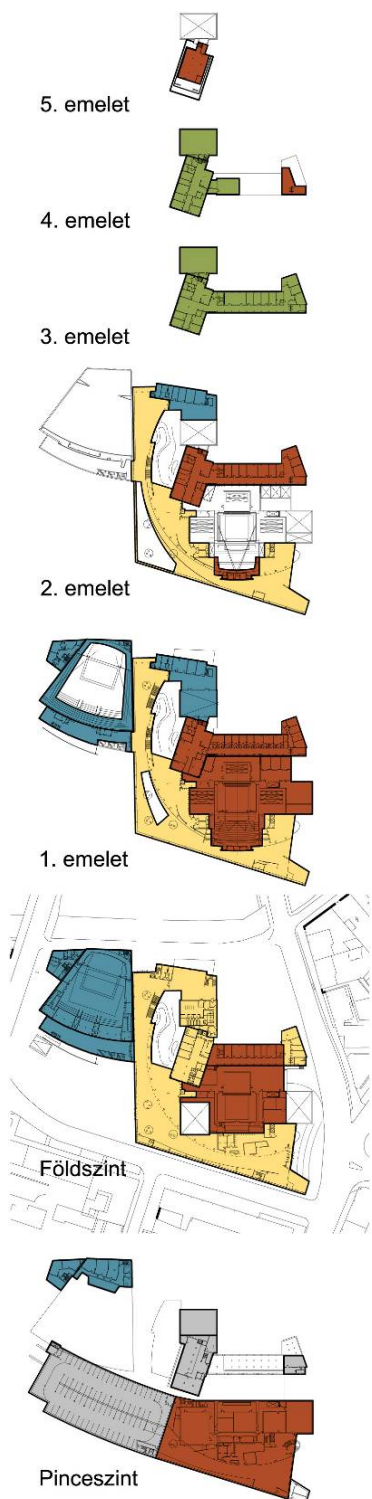 5. emelet
4. emelet
3. emelet
2. emelet
1. emelet
Földszint
Pinceszint